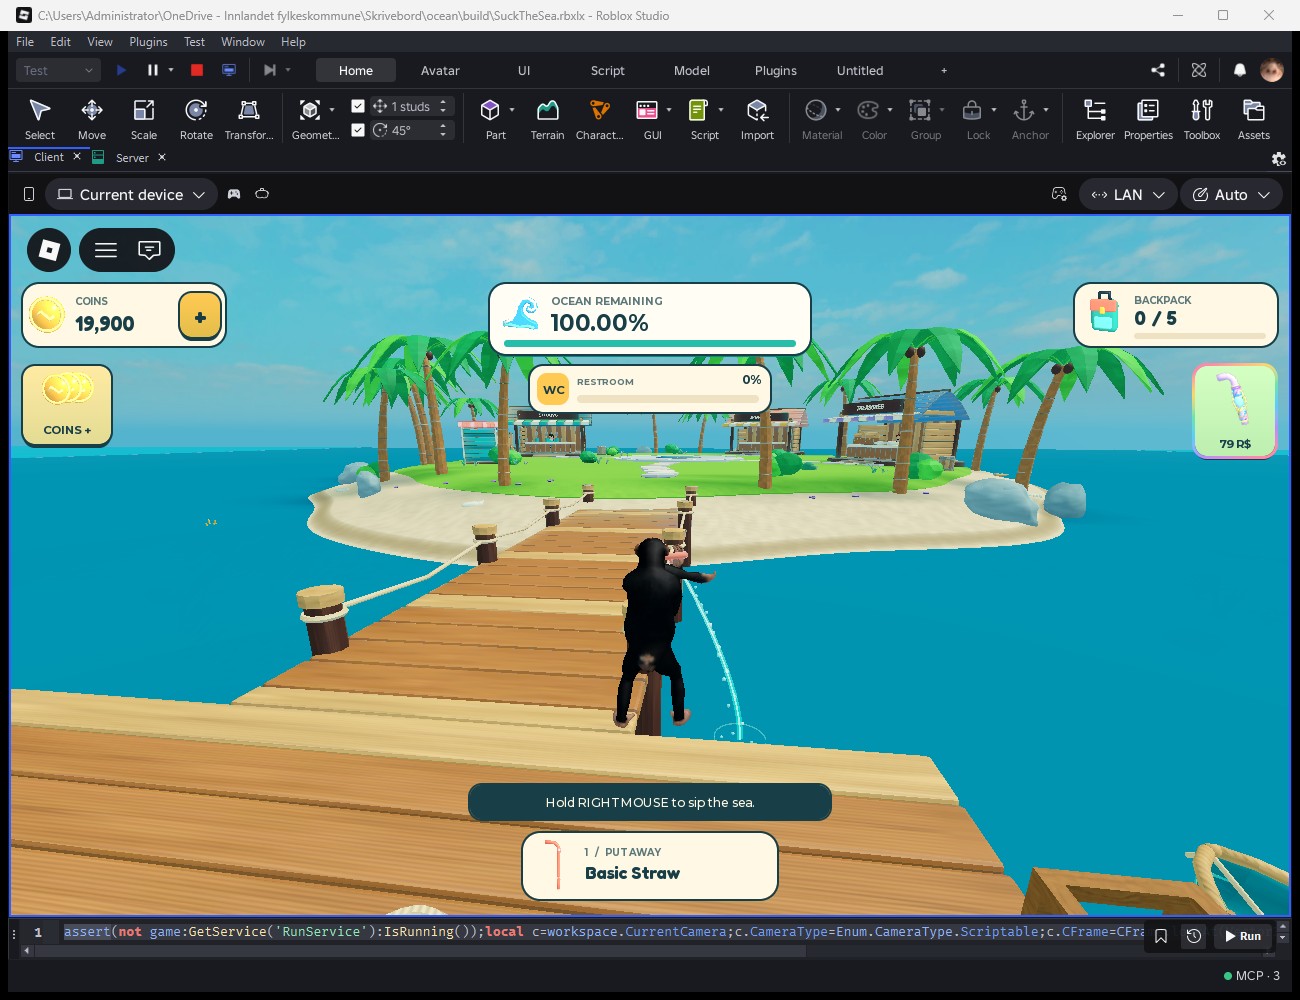 C:\Users\Administrator\OneDrive - Innlandet fylkeskommune\Skrivebord\ocean\build\SuckTheSea.rbxlx - Roblox Studio
File Edit View Plugins Test Window Help
Test Home Avatar UI Script Model Plugins Untitled +
1 studs
45°
Select Move Scale Rotate Transfor... Geomet... Part Terrain Charact... GUI Script Import Material Color Group Lock Anchor Explorer Properties Toolbox Assets
Client Server
Current device LAN Auto
COINS
19,900
+
OCEAN REMAINING
100.00%
BACKPACK
0 / 5
WC RESTROOM 0%
COINS +
79 R$
Hold RIGHTMOUSE to sip the sea.
1 / PUT AWAY
Basic Straw
1 assert(not game:GetService('RunService'):IsRunning());local c=workspace.CurrentCamera;c.CameraType=Enum.CameraType.Scriptable;c.CFrame=CFra
Run
MCP · 3